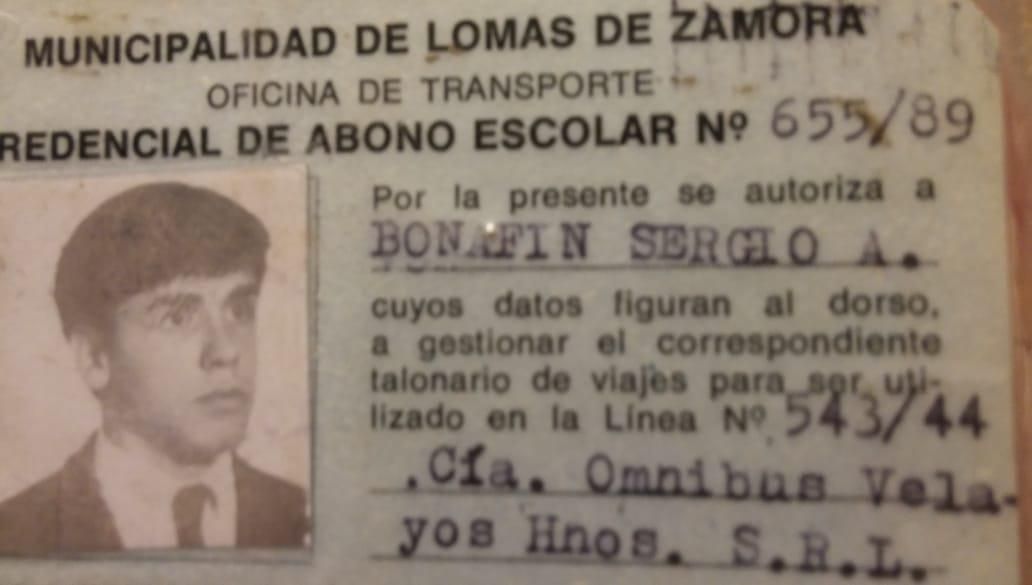 MUNICIPALIDAD DE LOMAS DE ZAMORA
OFICINA DE TRANSPORTE
REDENCIAL DE ABONO ESCOLAR Nº 655/89
Por la presente se autoriza a
BONAFIN SERGIO A.
cuyos datos figuran al dorso,
a gestionar el correspondiente
talonario de viajes para ser uti-
lizado en la Línea Nº 543/44
.Cía. Omnibus Vela-
yos Hnos. S.R.L.